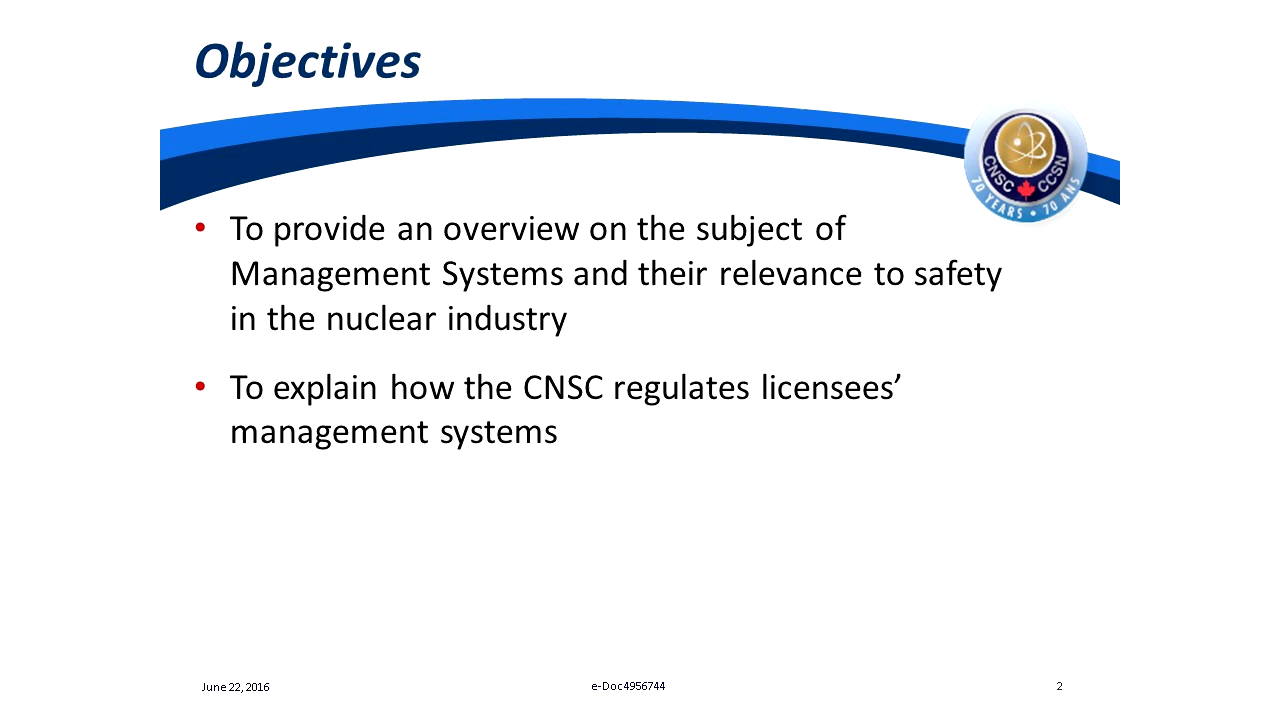 Objectives
CNSC CCSN
70 YEARS • 70 ANS
• To provide an overview on the subject of
Management Systems and their relevance to safety
in the nuclear industry
• To explain how the CNSC regulates licensees’
management systems
June 22, 2016
e-Doc4956744
2